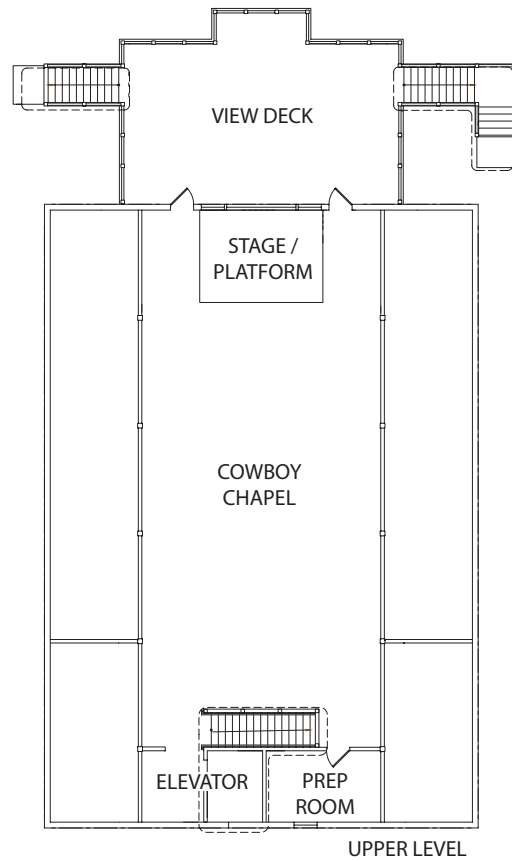 VIEW DECK
STAGE /
PLATFORM
COWBOY
CHAPEL
ELEVATOR
PREP
ROOM
UPPER LEVEL